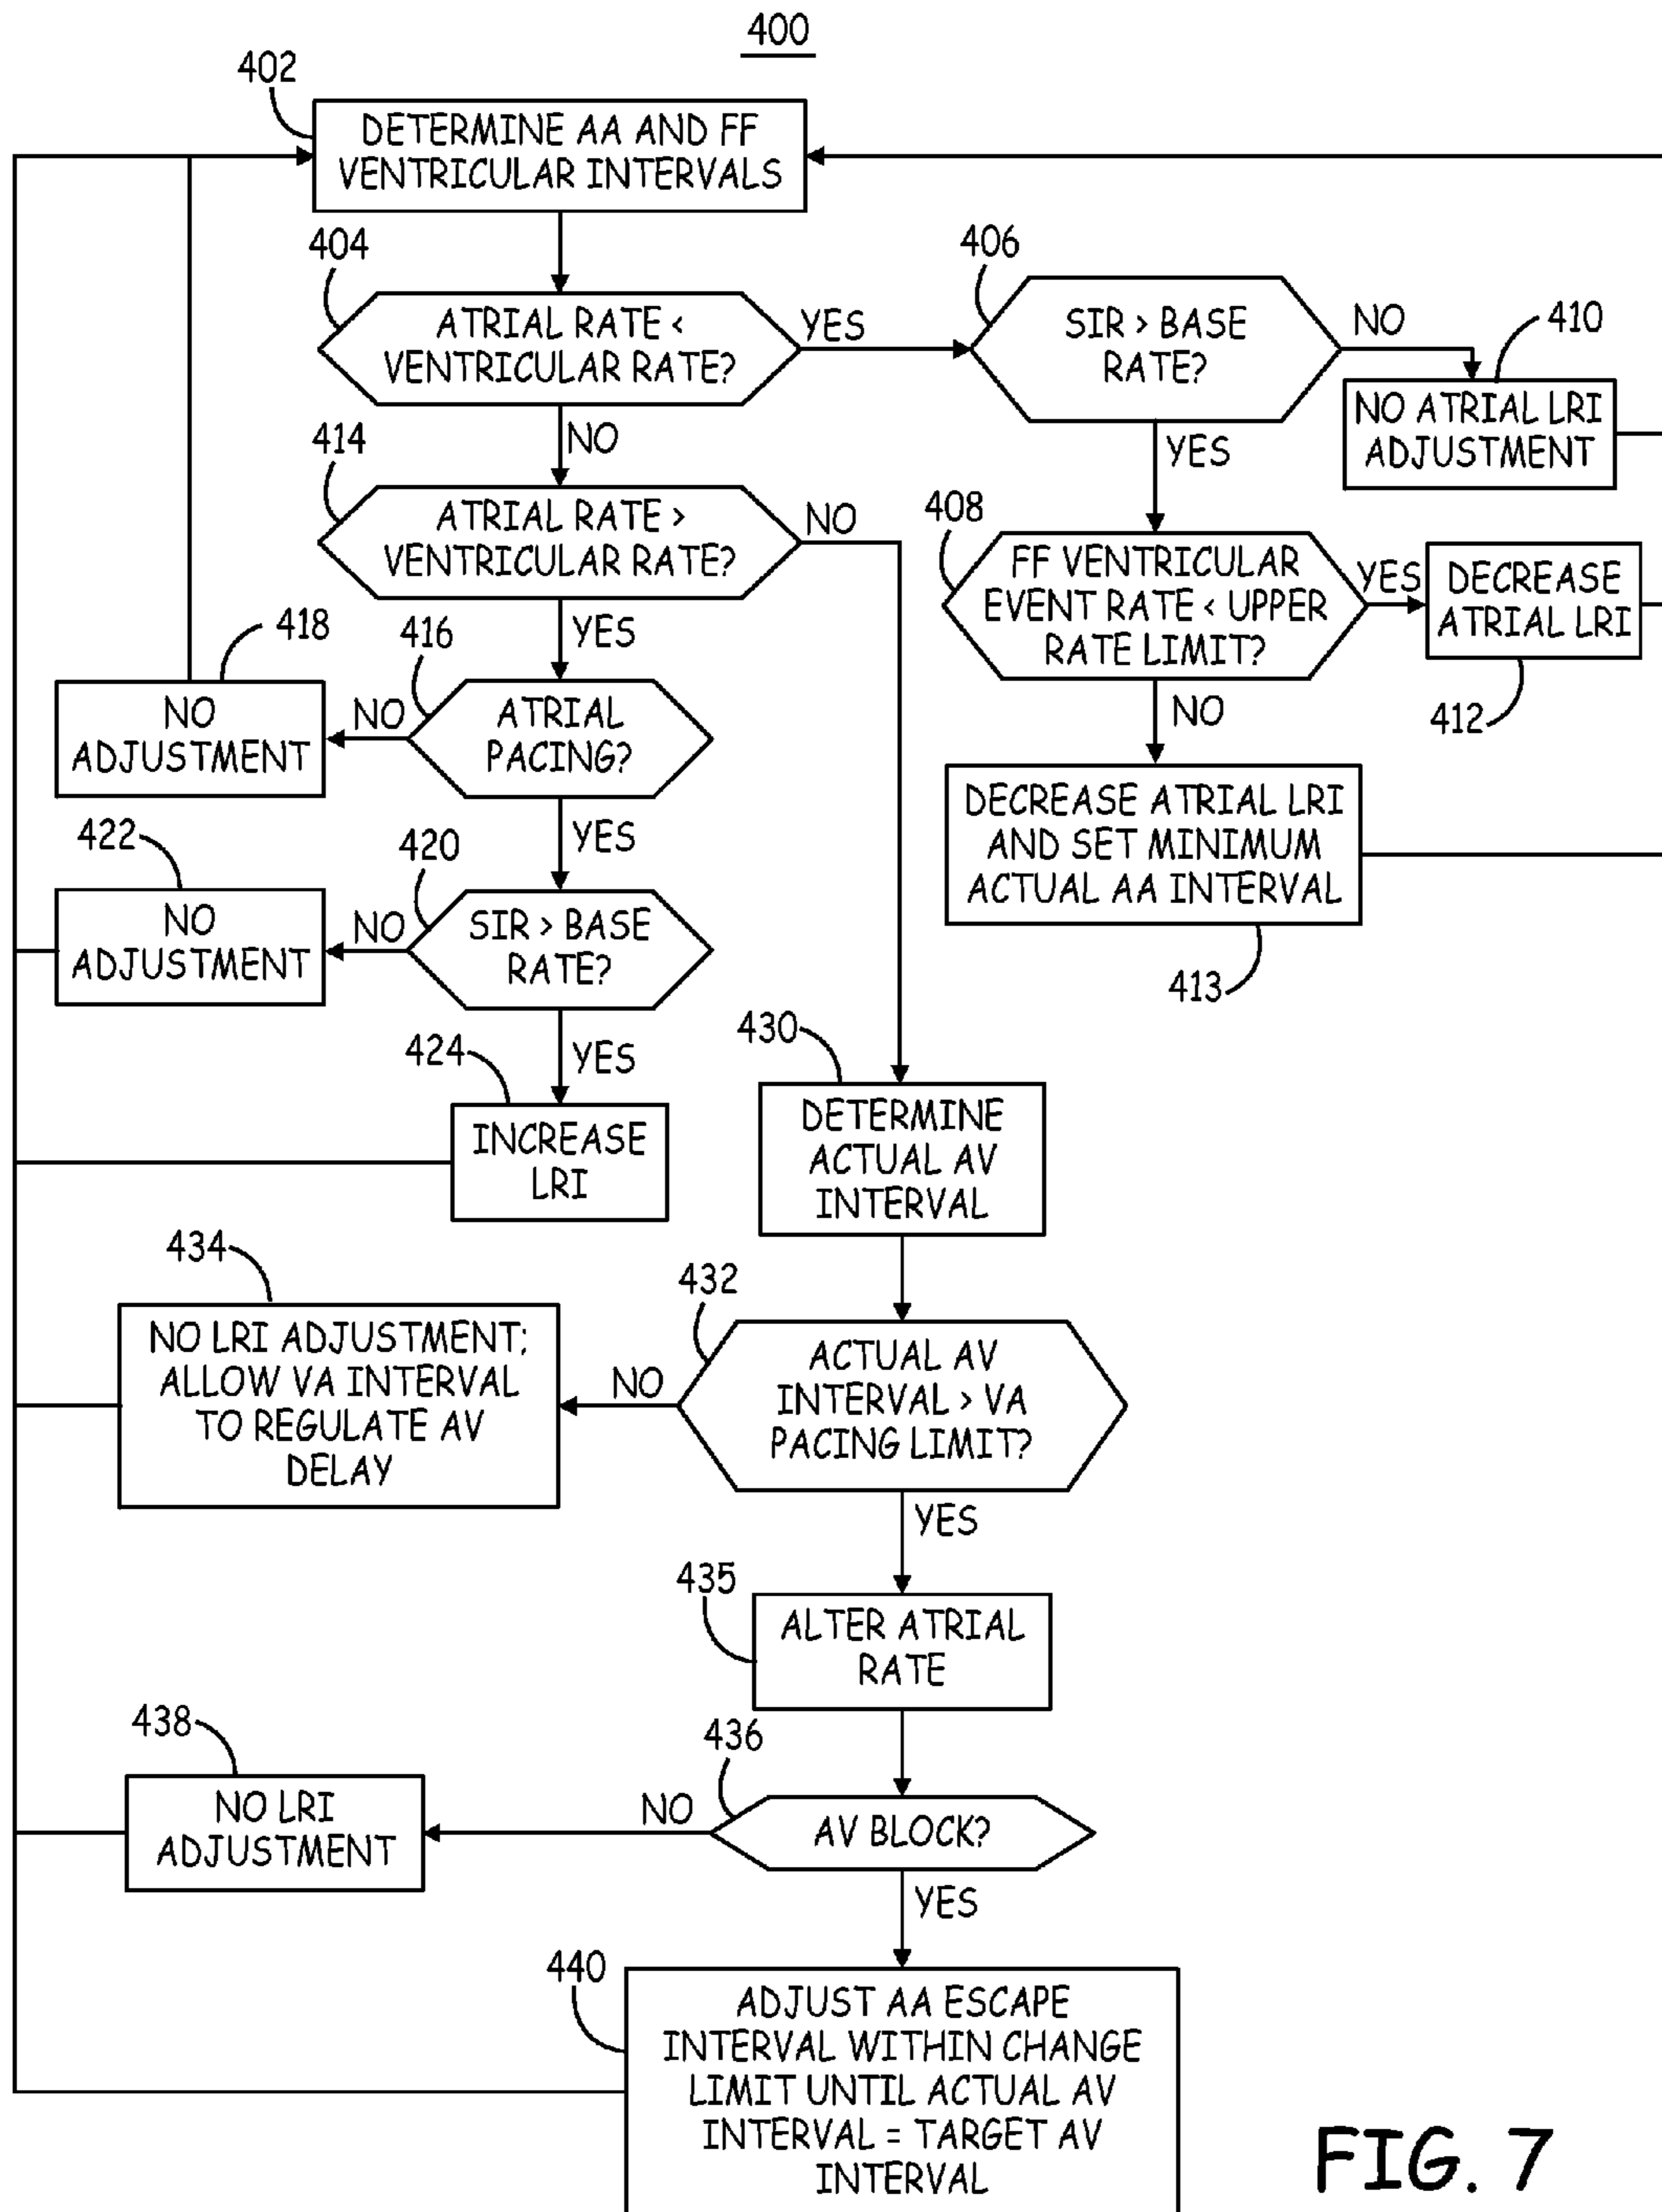 400
402
DETERMINE AA AND FF
VENTRICULAR INTERVALS
404
ATRIAL RATE <
VENTRICULAR RATE?
YES
NO
406
SIR > BASE
RATE?
NO
YES
410
NO ATRIAL LRI
ADJUSTMENT
414
ATRIAL RATE >
VENTRICULAR RATE?
NO
YES
408
FF VENTRICULAR
EVENT RATE < UPPER
RATE LIMIT?
YES
NO
DECREASE
ATRIAL LRI
412
418
NO
ADJUSTMENT
416
NO
ATRIAL
PACING?
YES
DECREASE ATRIAL LRI
AND SET MINIMUM
ACTUAL AA INTERVAL
413
422
NO
ADJUSTMENT
420
NO
SIR > BASE
RATE?
YES
424
INCREASE
LRI
430
DETERMINE
ACTUAL AV
INTERVAL
434
NO LRI ADJUSTMENT;
ALLOW VA INTERVAL
TO REGULATE AV
DELAY
432
NO
ACTUAL AV
INTERVAL > VA
PACING LIMIT?
YES
435
ALTER ATRIAL
RATE
438
NO LRI
ADJUSTMENT
436
NO
AV BLOCK?
YES
440
ADJUST AA ESCAPE
INTERVAL WITHIN CHANGE
LIMIT UNTIL ACTUAL AV
INTERVAL = TARGET AV
INTERVAL
FIG. 7